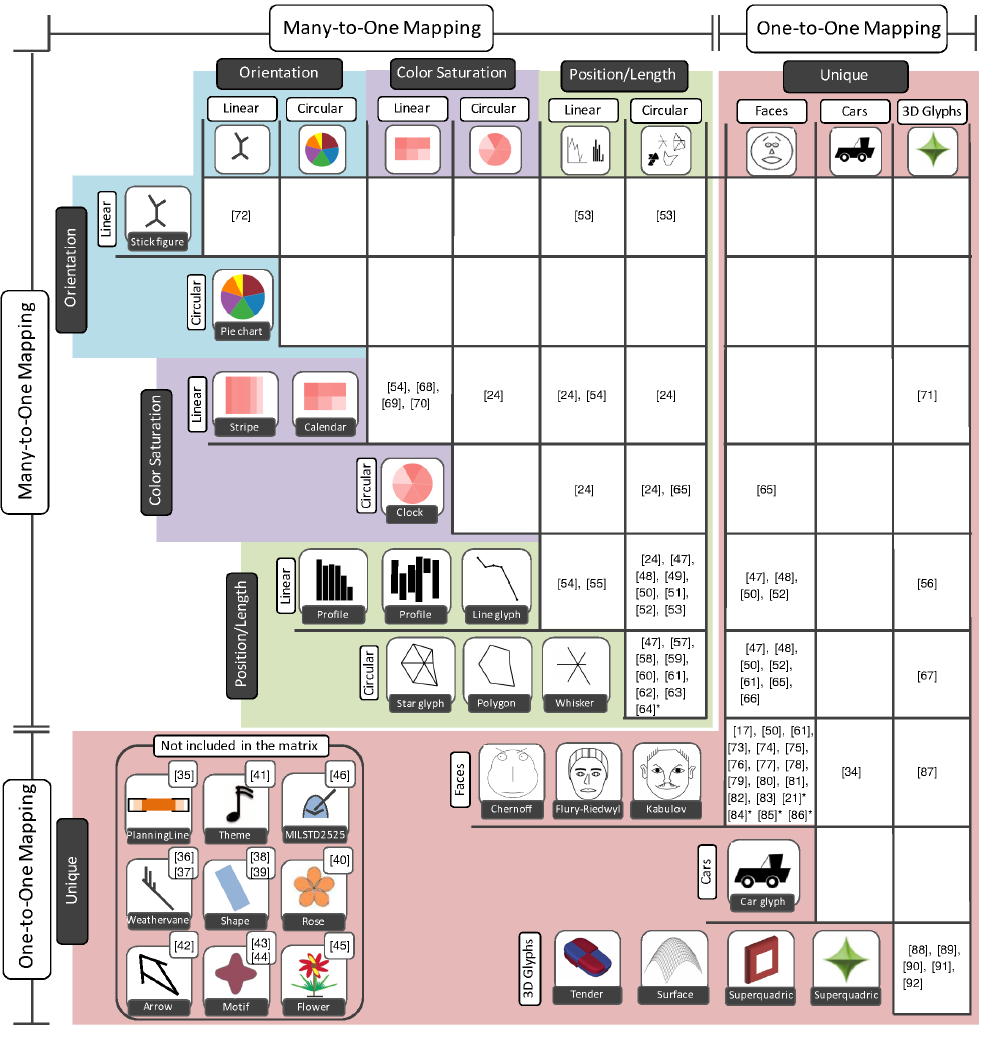 Many-to-One Mapping
One-to-One Mapping
Orientation
Color Saturation
Position/Length
Unique
Linear
Circular
Linear
Circular
Linear
Circular
Faces
Cars
3D Glyphs
Many-to-One Mapping
Orientation
Linear
Stick figure
[72]
[53]
[53]
Circular
Pie chart
Color Saturation
Linear
Stripe
Calendar
[54], [68],
[69], [70]
[24]
[24], [54]
[24]
[71]
Circular
Clock
[24]
[24], [65]
[65]
Position/Length
Linear
Profile
Profile
Line glyph
[54], [55]
[24], [47],
[48], [49],
[50], [51],
[52], [53]
[47], [48],
[50], [52]
[56]
Circular
Star glyph
Polygon
Whisker
[47], [57],
[58], [59],
[60], [61],
[62], [63]
[64]*
[47], [48],
[50], [52],
[61], [65],
[66]
[67]
One-to-One Mapping
Unique
Not included in the matrix
[35]
PlanningLine
[41]
Theme
[46]
MILSTD2525
[36]
[37]
Weathervane
[38]
[39]
Shape
[40]
Rose
[42]
Arrow
[43]
[44]
Motif
[45]
Flower
Faces
Chernoff
Flury-Riedwyl
Kabulov
[17], [50], [61],
[73], [74], [75],
[76], [77], [78],
[79], [80], [81],
[82], [83] [21]*
[84]* [85]* [86]*
[34]
[87]
Cars
Car glyph
3D Glyphs
Tender
Surface
Superquadric
Superquadric
[88], [89],
[90], [91],
[92]